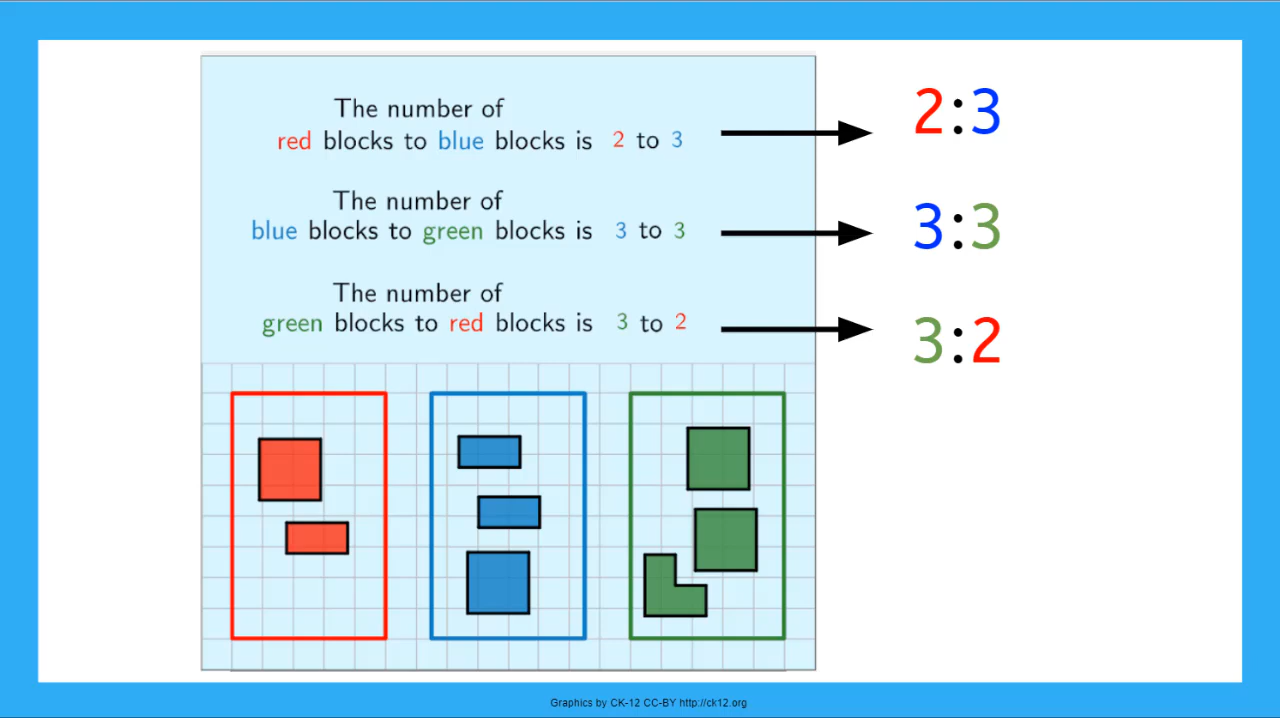 The number of
red blocks to blue blocks is 2 to 3
2:3
The number of
blue blocks to green blocks is 3 to 3
3:3
The number of
green blocks to red blocks is 3 to 2
3:2
Graphics by CK-12 CC-BY http://ck12.org